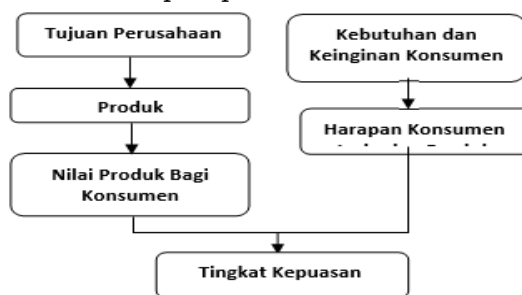 Tujuan Perusahaan
Produk
Nilai Produk Bagi
Konsumen
Kebutuhan dan
Keinginan Konsumen
Harapan Konsumen
Tingkat Kepuasan